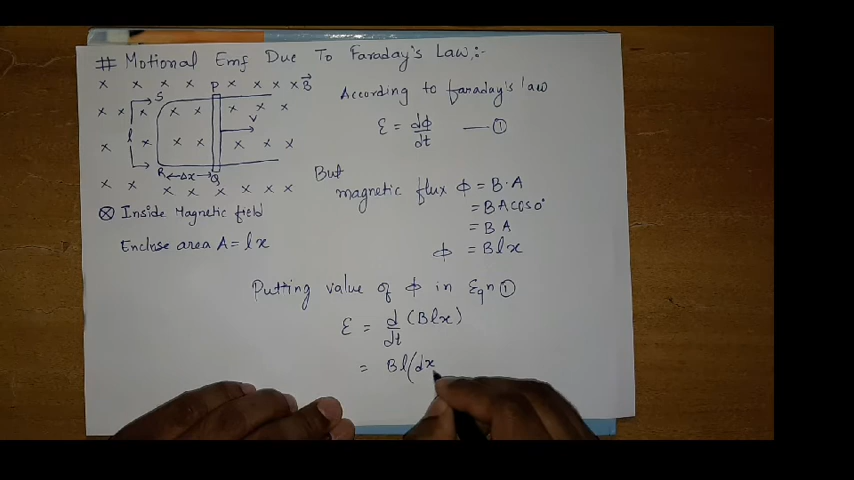 # Motional Emf Due To Faraday's Law :-
x x x x P x x x x B⃗
S
x x x x x x x x
v
l x x x x x x
R ←Δx→ Q
x x x x x x x x
⊗ Inside Magnetic field
Enclose area A = lx
According to faraday's law
ε = dφ/dt —— ①
But
magnetic flux φ = B · A
= BA cos0°
= BA
φ = Blx
Putting value of φ in Eqn ①
ε = d/dt (Blx)
= Bl(dx